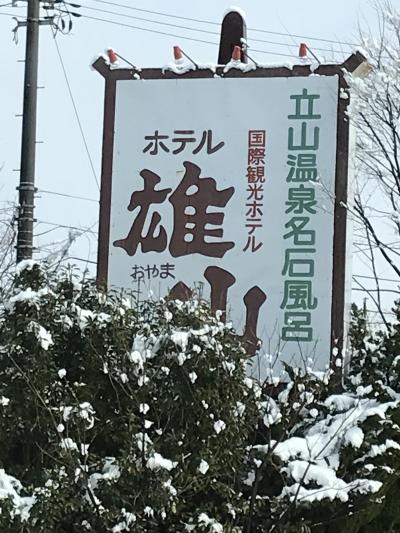 立山温泉名石風呂
国際観光ホテル
ホテル
雄山
おやま